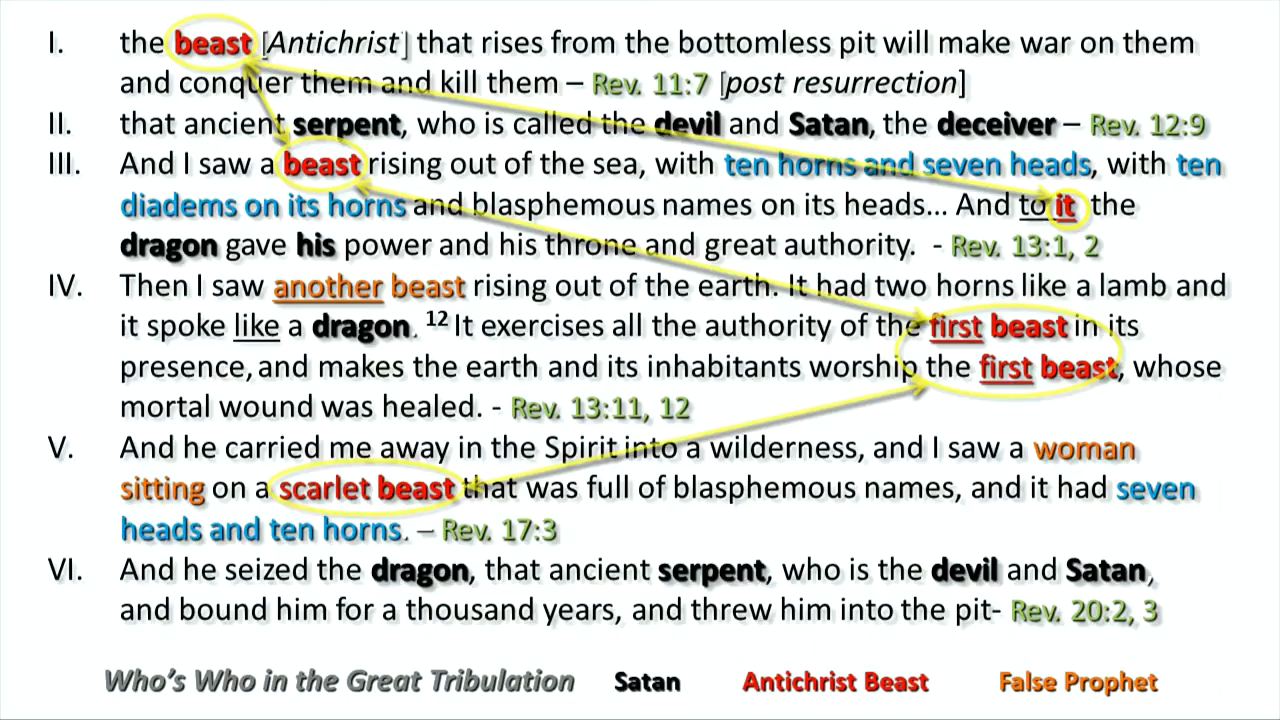 I. the beast [Antichrist] that rises from the bottomless pit will make war on them
and conquer them and kill them – Rev. 11:7 [post resurrection]
II. that ancient serpent, who is called the devil and Satan, the deceiver – Rev. 12:9
III. And I saw a beast rising out of the sea, with ten horns and seven heads, with ten
diadems on its horns and blasphemous names on its heads... And to it the
dragon gave his power and his throne and great authority. - Rev. 13:1, 2
IV. Then I saw another beast rising out of the earth. It had two horns like a lamb and
it spoke like a dragon. 12 It exercises all the authority of the first beast in its
presence, and makes the earth and its inhabitants worship the first beast, whose
mortal wound was healed. - Rev. 13:11, 12
V. And he carried me away in the Spirit into a wilderness, and I saw a woman
sitting on a scarlet beast that was full of blasphemous names, and it had seven
heads and ten horns. – Rev. 17:3
VI. And he seized the dragon, that ancient serpent, who is the devil and Satan,
and bound him for a thousand years, and threw him into the pit- Rev. 20:2, 3
Who's Who in the Great Tribulation Satan Antichrist Beast False Prophet